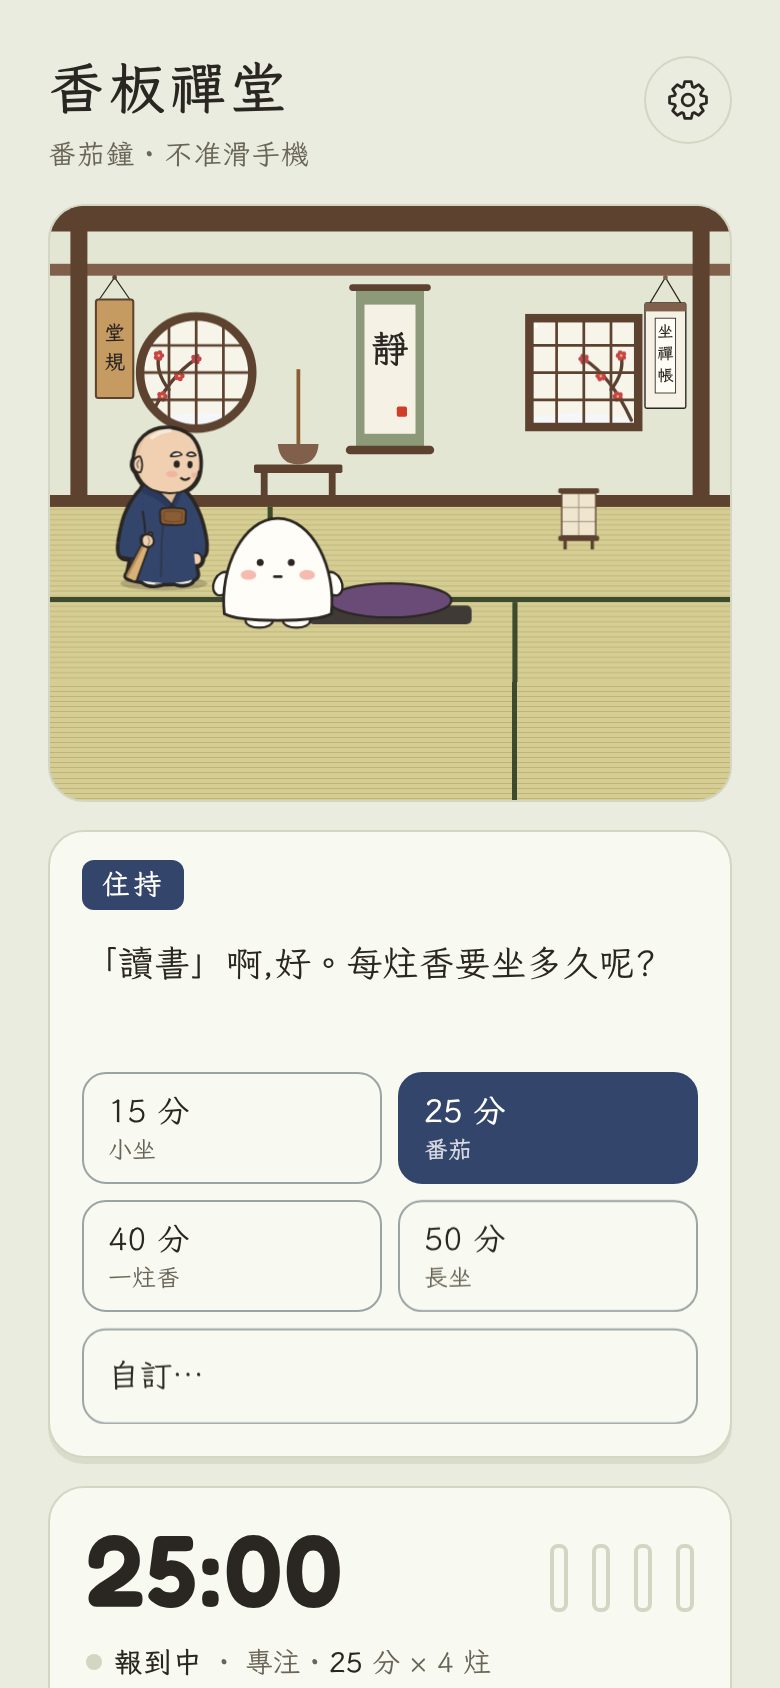 香板禪堂
番茄鐘・不准滑手機
堂規
靜
坐禪帳
住持
「讀書」啊,好。每炷香要坐多久呢?
15 分
小坐
25 分
番茄
40 分
一炷香
50 分
長坐
自訂…
25:00
報到中 · 專注・25 分 × 4 炷